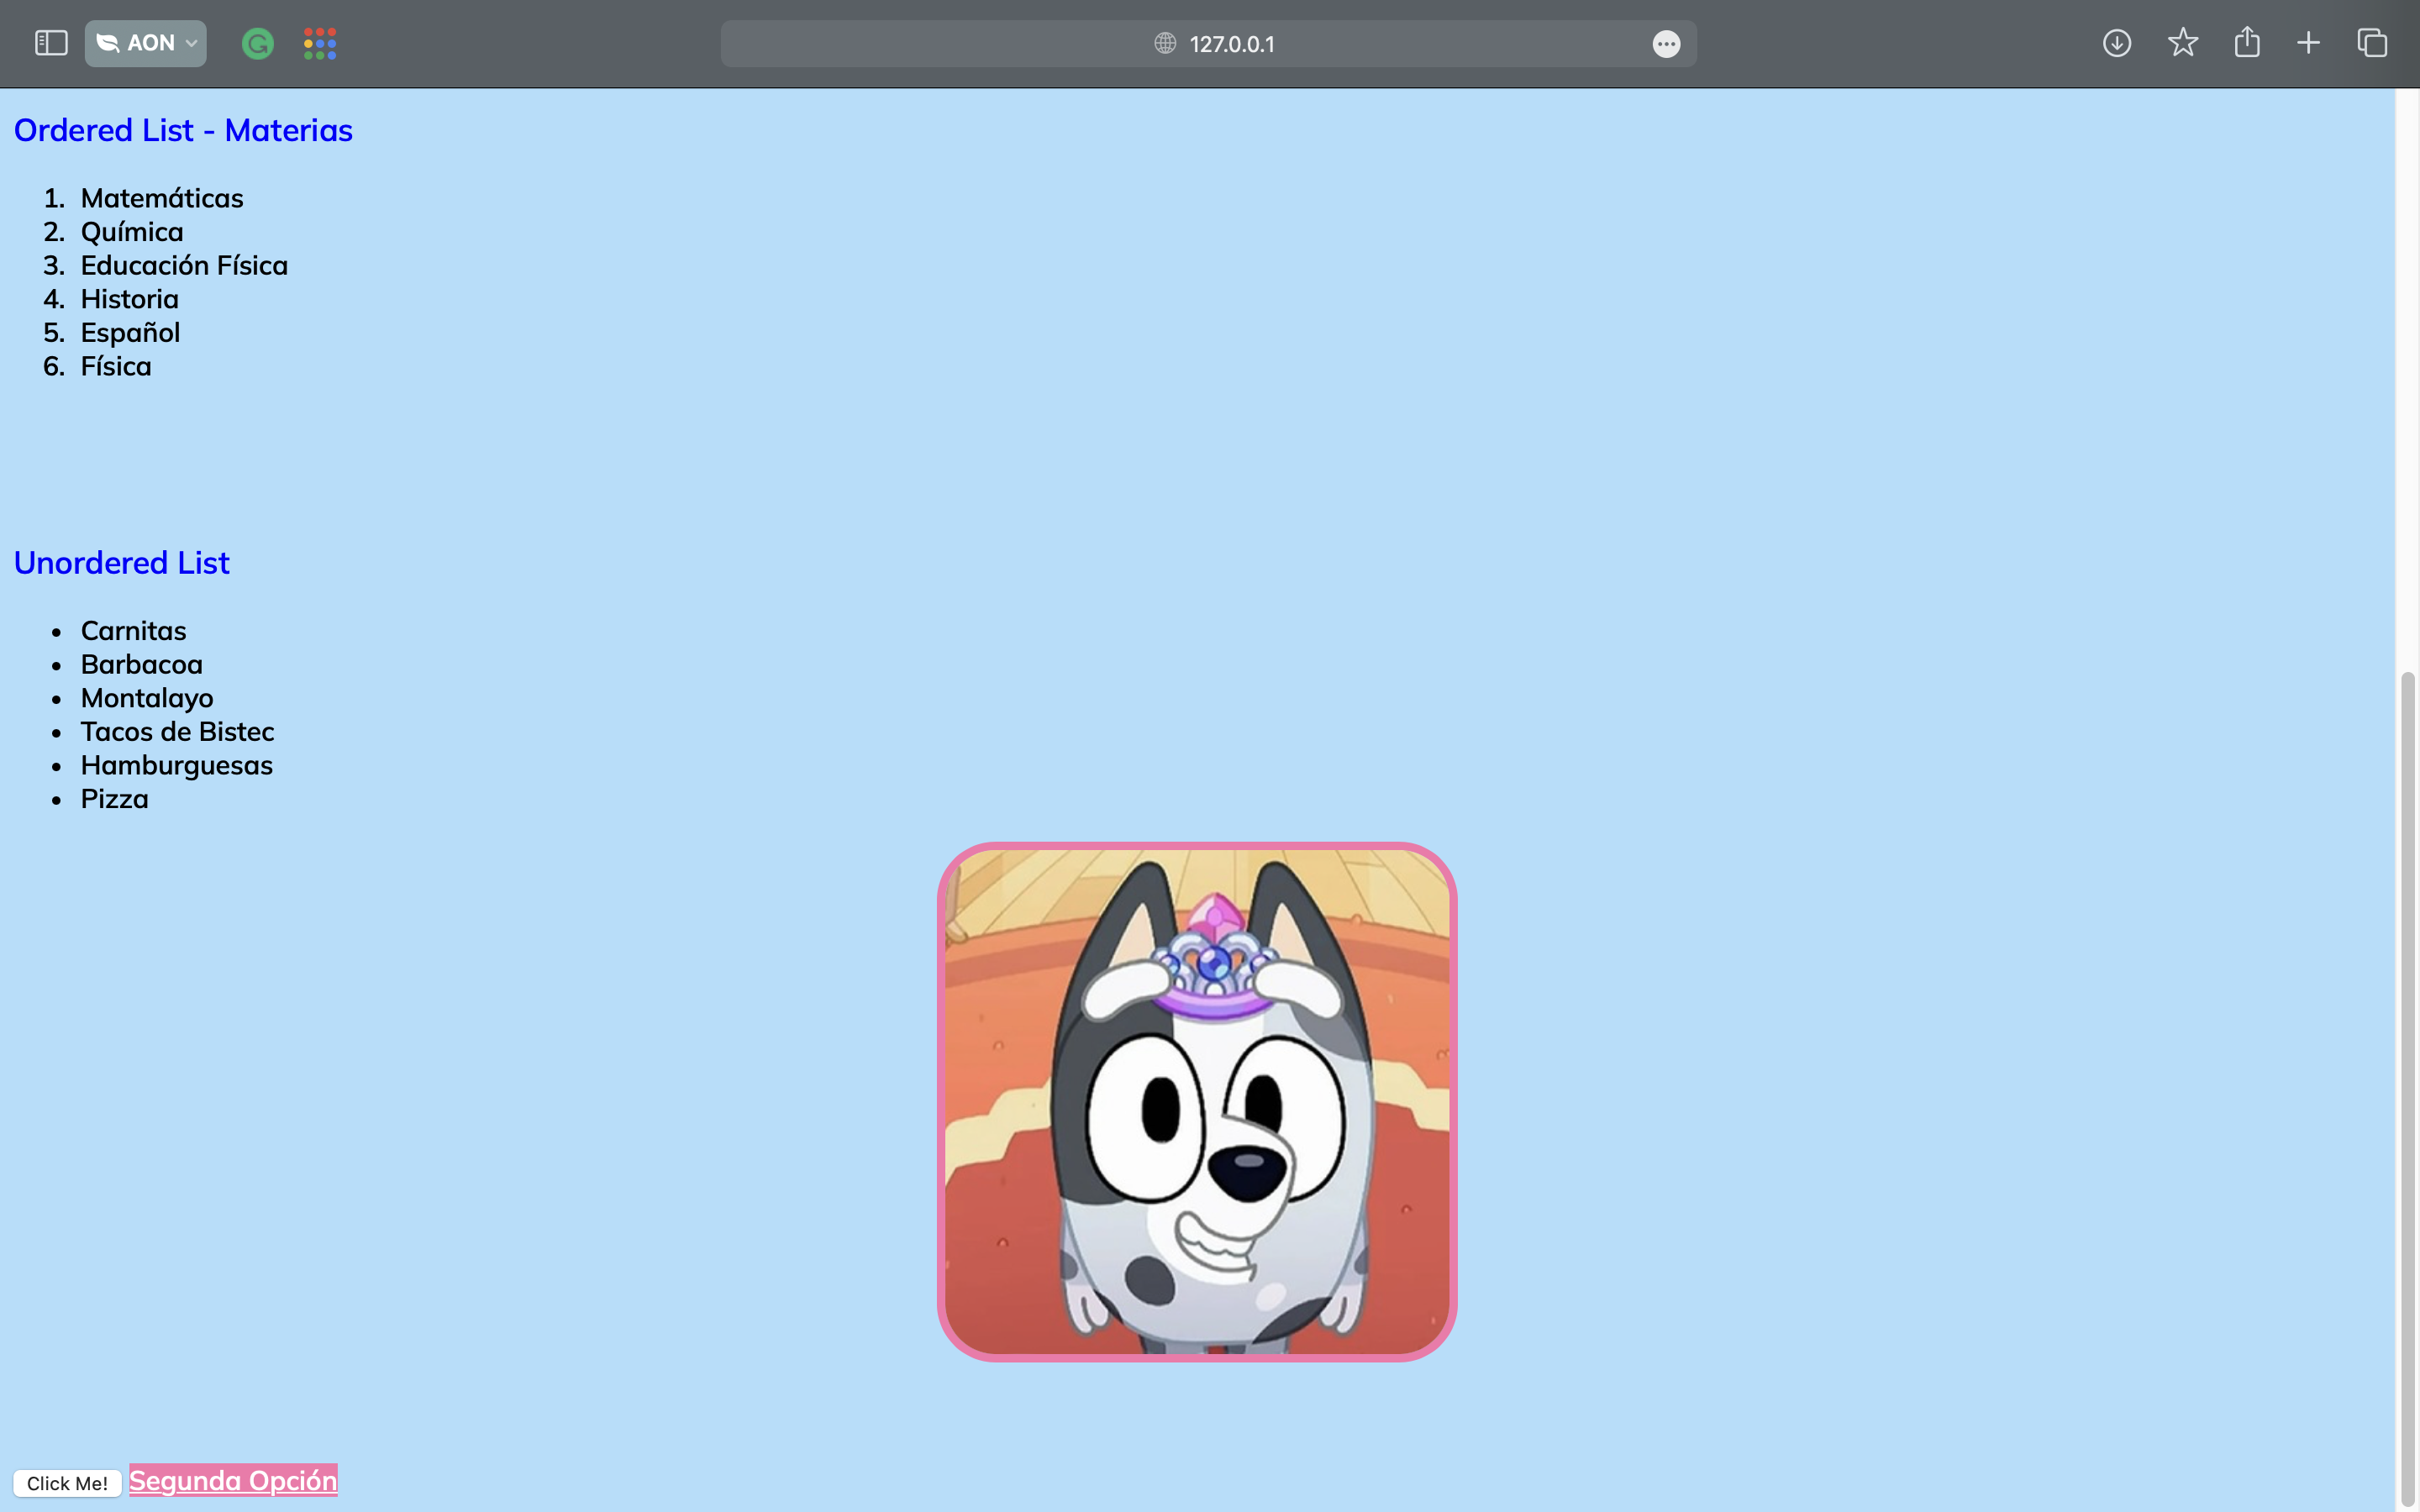 AON
127.0.0.1
Ordered List - Materias
1. Matemáticas
2. Química
3. Educación Física
4. Historia
5. Español
6. Física
Unordered List
• Carnitas
• Barbacoa
• Montalayo
• Tacos de Bistec
• Hamburguesas
• Pizza
Click Me! Segunda Opción